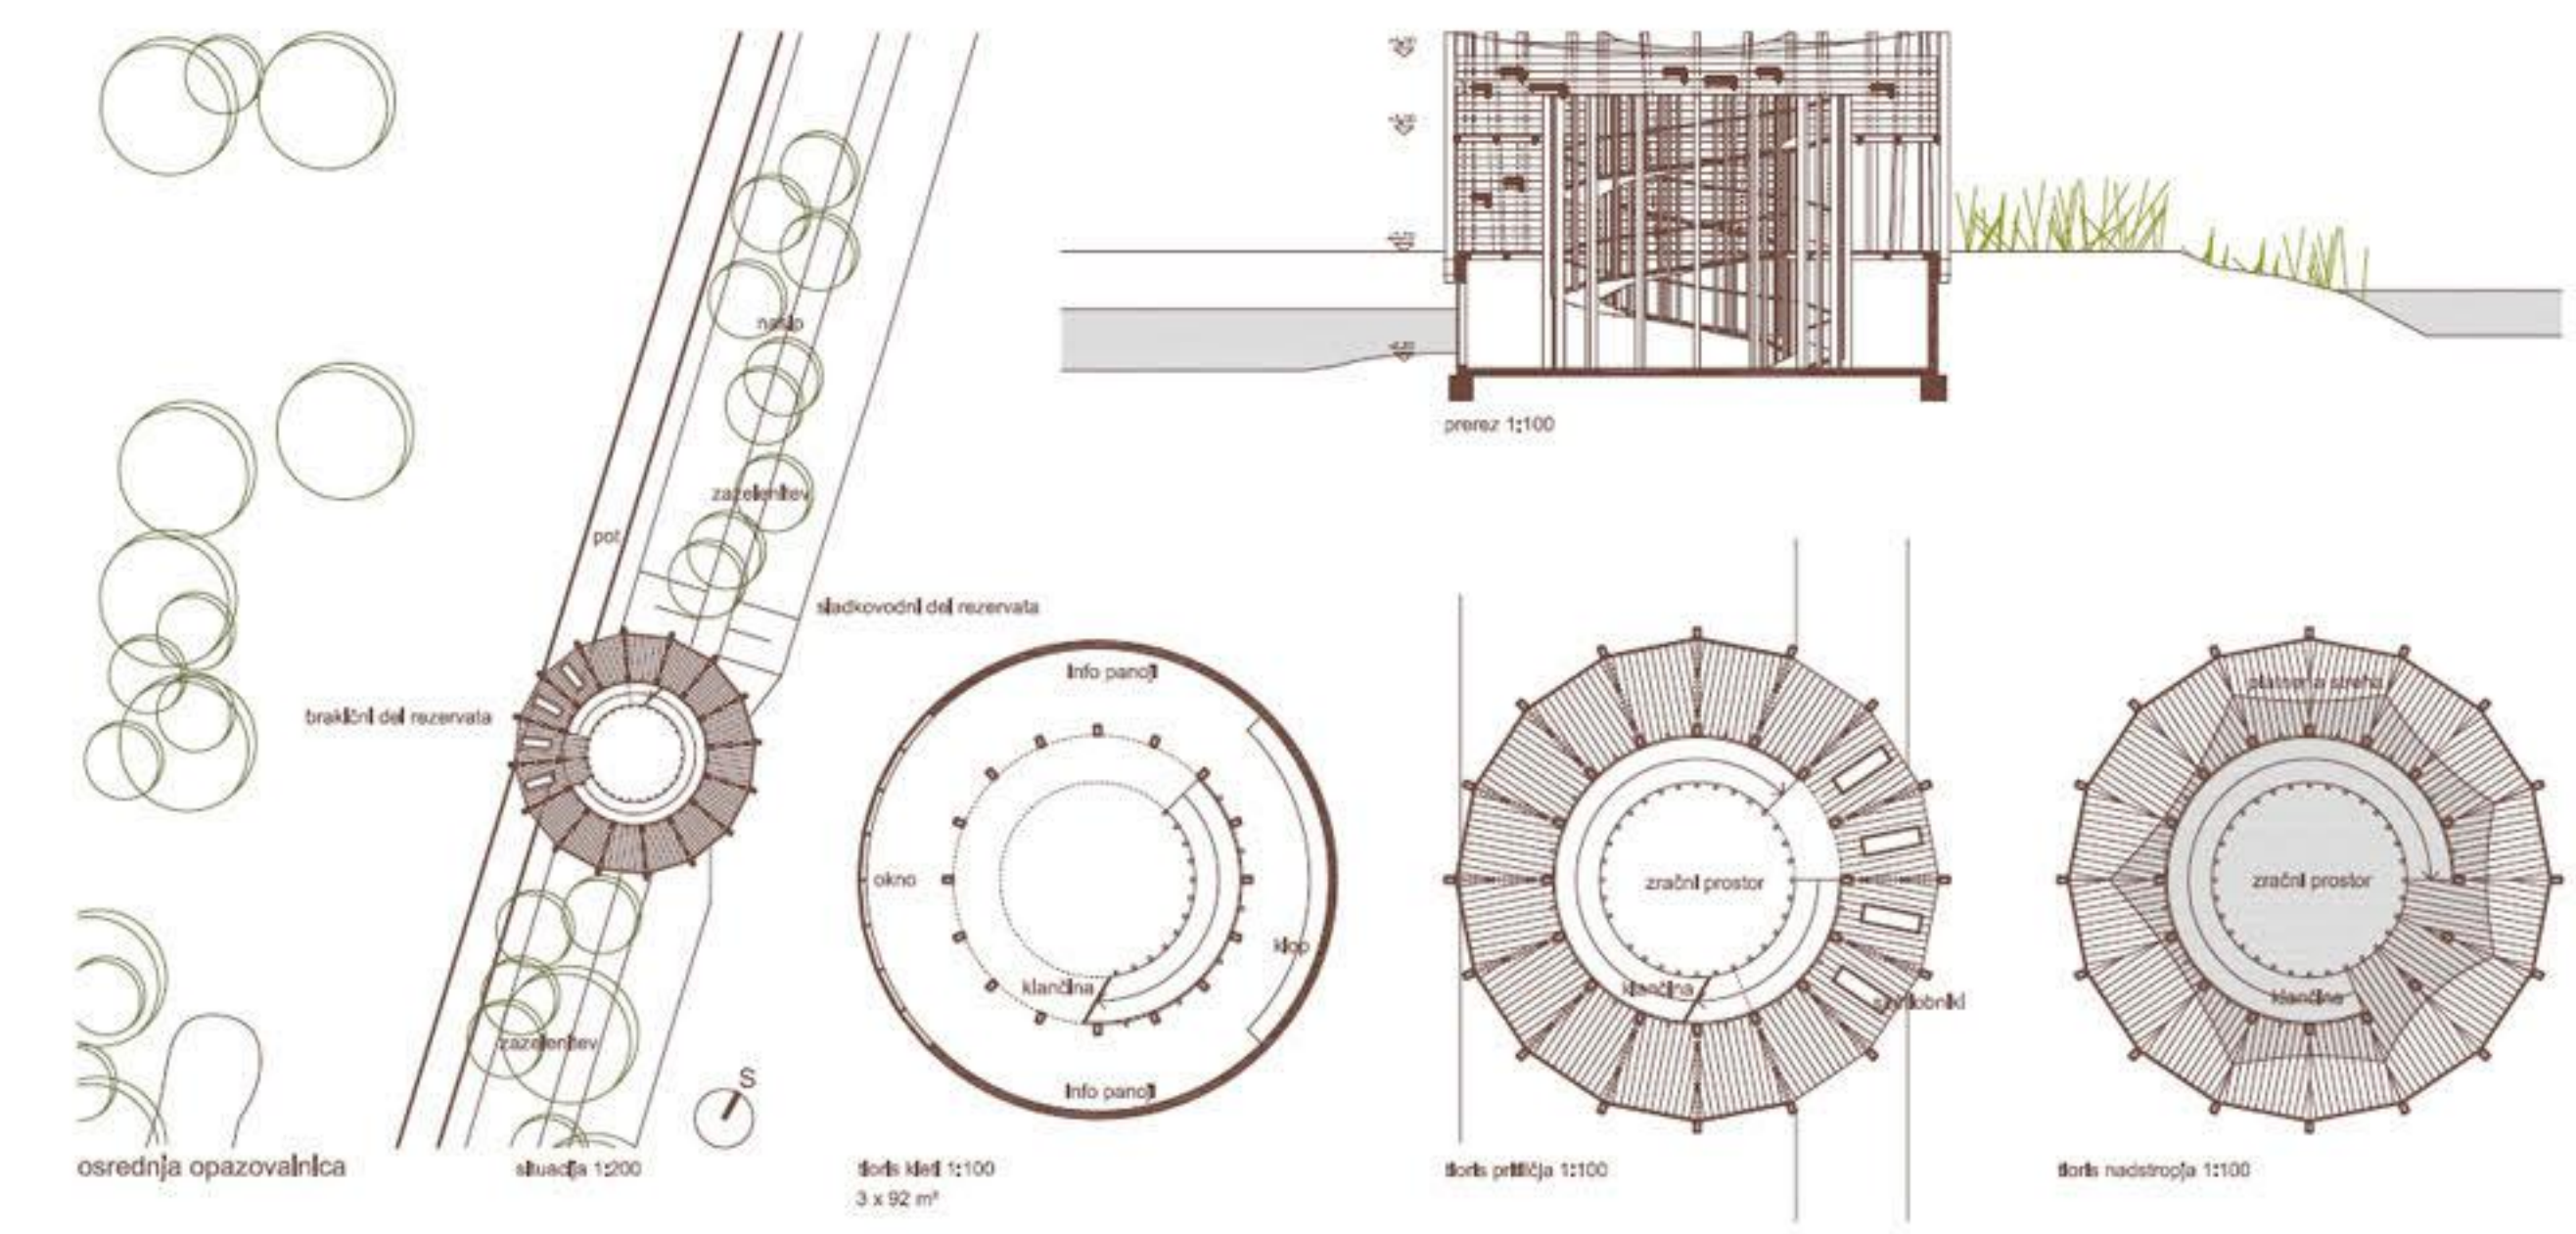 nasip
zazelenitev
pot
sladkovodni del rezervata
brakični del rezervata
zazelenitev
S
osrednja opazovalnica
situacija 1:200
prerez 1:100
info panoji
okno
klop
klančina
info panoji
tloris kleti 1:100
3 x 92 m²
zračni prostor
klančina
tloris pritličja 1:100
platnena streha
zračni prostor
klančina
tloris nadstropja 1:100